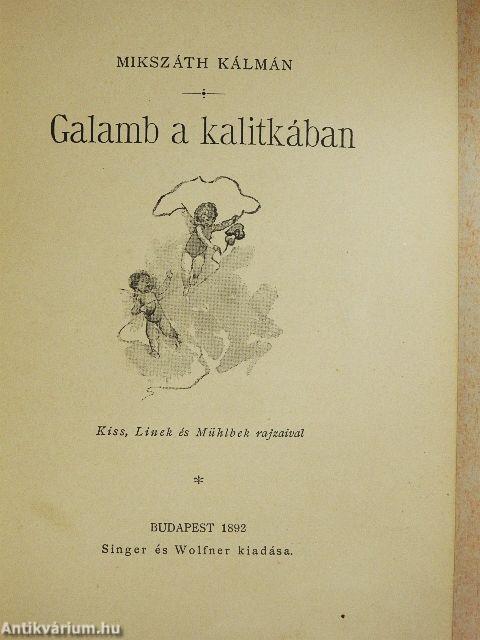 MIKSZÁTH KÁLMÁN
Galamb a kalitkában
Kiss, Linek és Mühlbek rajzaival
*
BUDAPEST 1892
Singer és Wolfner kiadása.
Antikvárium.hu